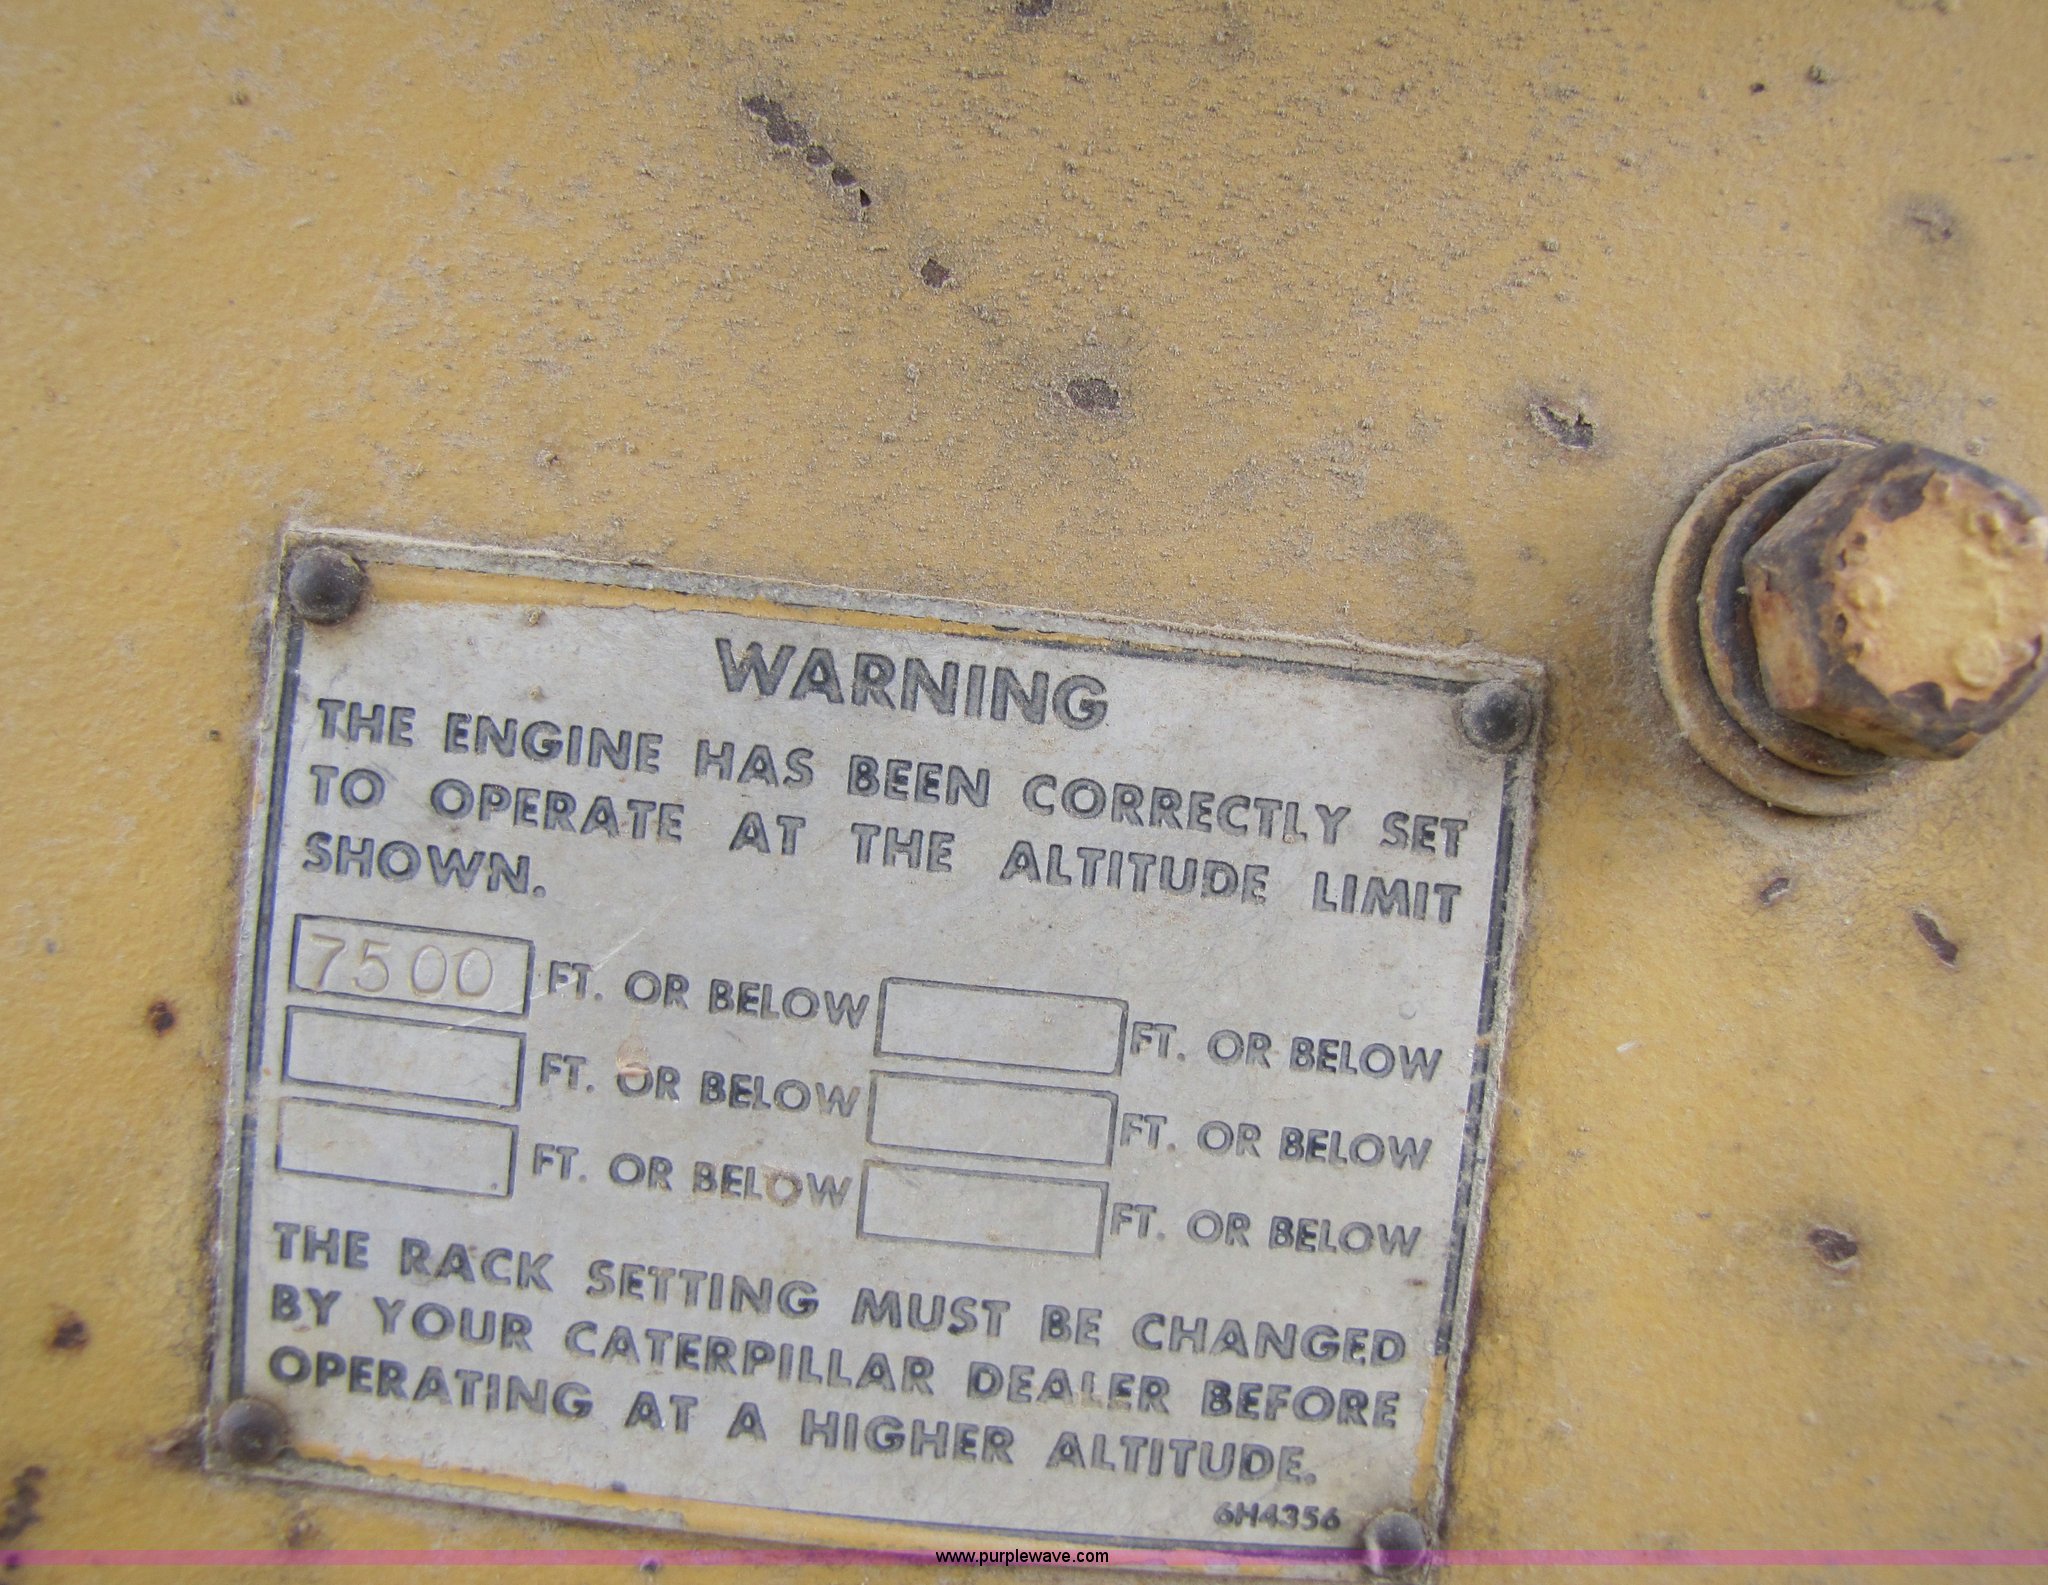 WARNING
THE ENGINE HAS BEEN CORRECTLY SET
TO OPERATE AT THE ALTITUDE LIMIT
SHOWN.
7500 FT. OR BELOW FT. OR BELOW
FT. OR BELOW FT. OR BELOW
FT. OR BELOW FT. OR BELOW
THE RACK SETTING MUST BE CHANGED
BY YOUR CATERPILLAR DEALER BEFORE
OPERATING AT A HIGHER ALTITUDE.
6H4356
www.purplewave.com